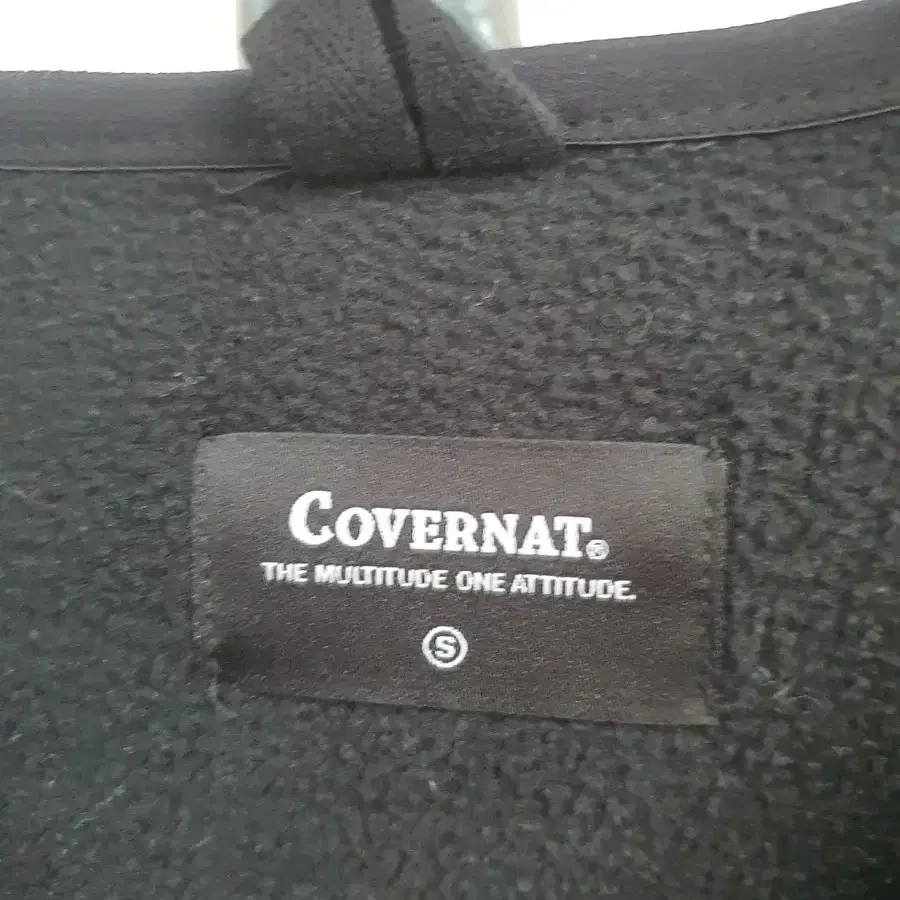 COVERNAT®
THE MULTITUDE ONE ATTITUDE.
S